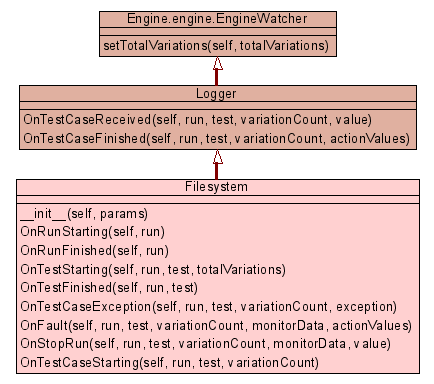 Engine.engine.EngineWatcher
setTotalVariations(self, totalVariations)
Logger
OnTestCaseReceived(self, run, test, variationCount, value)
OnTestCaseFinished(self, run, test, variationCount, actionValues)
Filesystem
__init__(self, params)
OnRunStarting(self, run)
OnRunFinished(self, run)
OnTestStarting(self, run, test, totalVariations)
OnTestFinished(self, run, test)
OnTestCaseException(self, run, test, variationCount, exception)
OnFault(self, run, test, variationCount, monitorData, actionValues)
OnStopRun(self, run, test, variationCount, monitorData, value)
OnTestCaseStarting(self, run, test, variationCount)